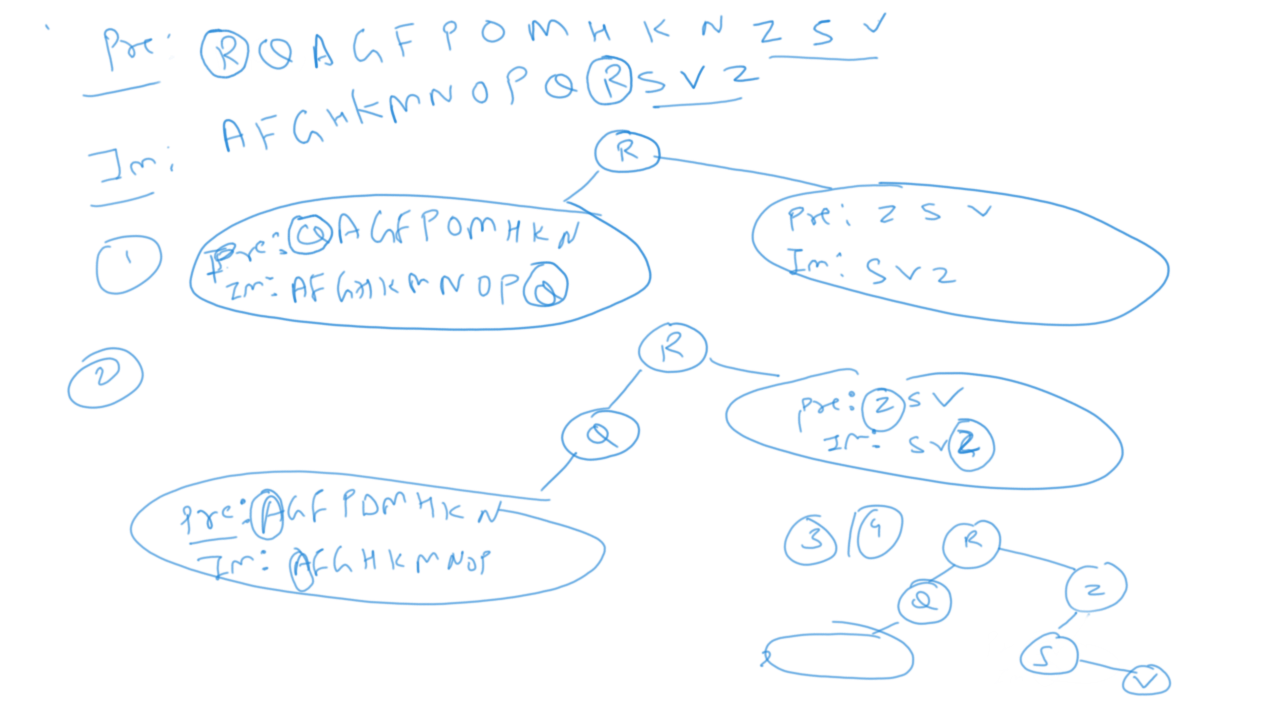 Pre: R Q A G F P O M H K N Z S V
In: A F G H K M N O P Q R S V Z
R
1
Pre: Q A G F P O M H K N
In: A F G H K M N O P Q
Pre: Z S V
In: S V Z
2
R
Q
Pre: Z S V
In: S V Z
Pre: A G F P O M H K N
In: A F G H K M N O P
3 / 4
R
Q
Z
S
V